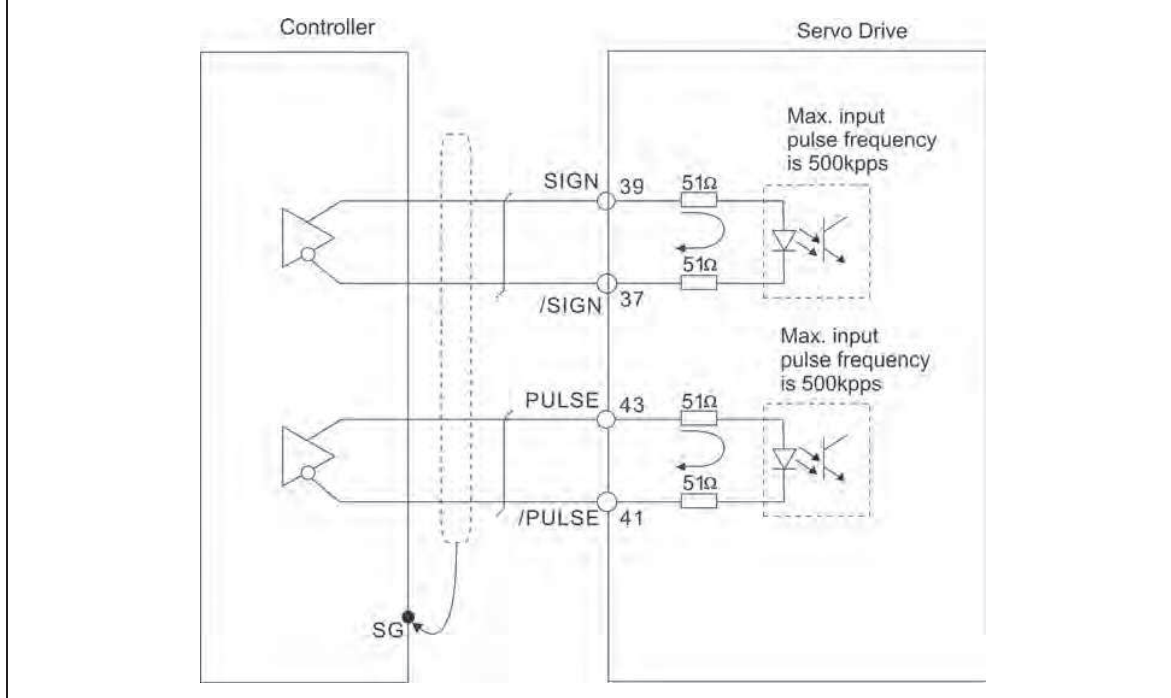 Controller
Servo Drive
Max. input
pulse frequency
is 500kpps
SIGN
39
51Ω
51Ω
/SIGN
37
Max. input
pulse frequency
is 500kpps
PULSE
43
51Ω
51Ω
/PULSE
41
SG